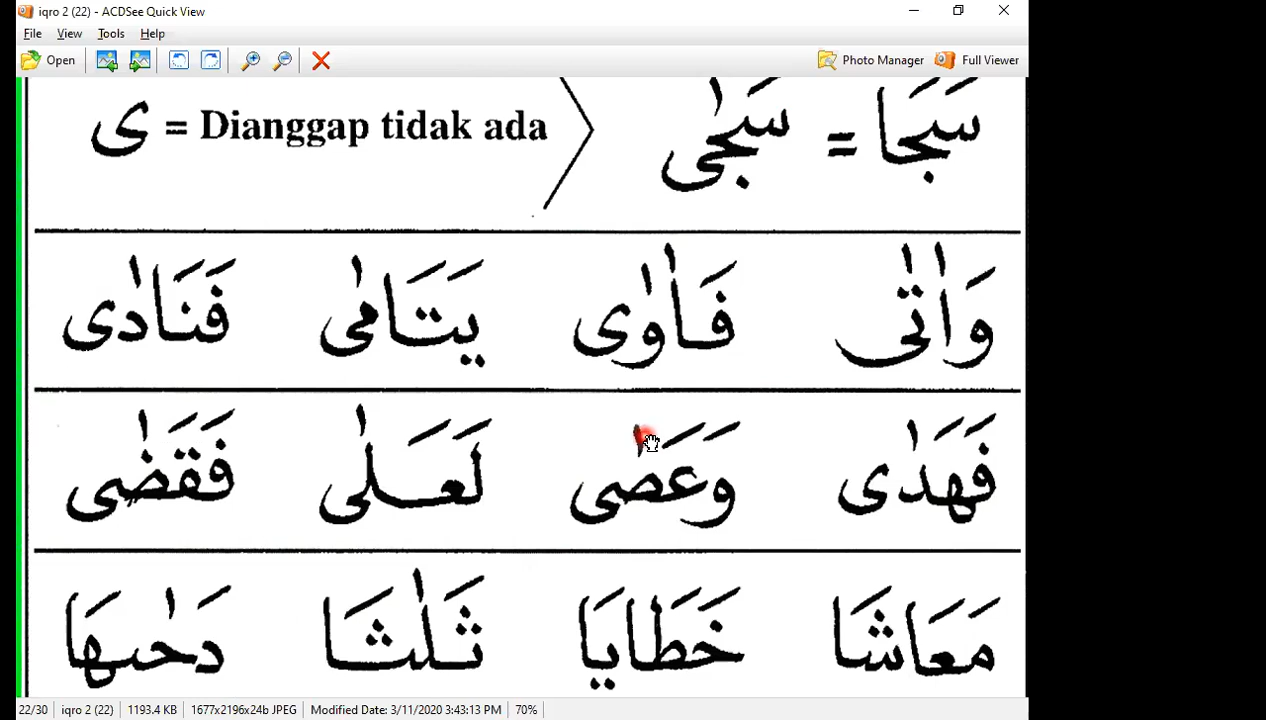 iqro 2 (22) - ACDSee Quick View
File View Tools Help
Open Photo Manager Full Viewer
سَجَا = سَجٰى ى = Dianggap tidak ada
وَاٰتٰى فَاٰوٰى يَتَامٰى فَنَادٰى
فَهَدٰى وَعَصٰى لَعَلٰى فَقَضٰى
مَعَاشَا خَطَايَا ثَلٰثَا دَحٰىهَا
22/30 iqro 2 (22) 1193.4 KB 1677x2196x24b JPEG Modified Date: 3/11/2020 3:43:13 PM 70%